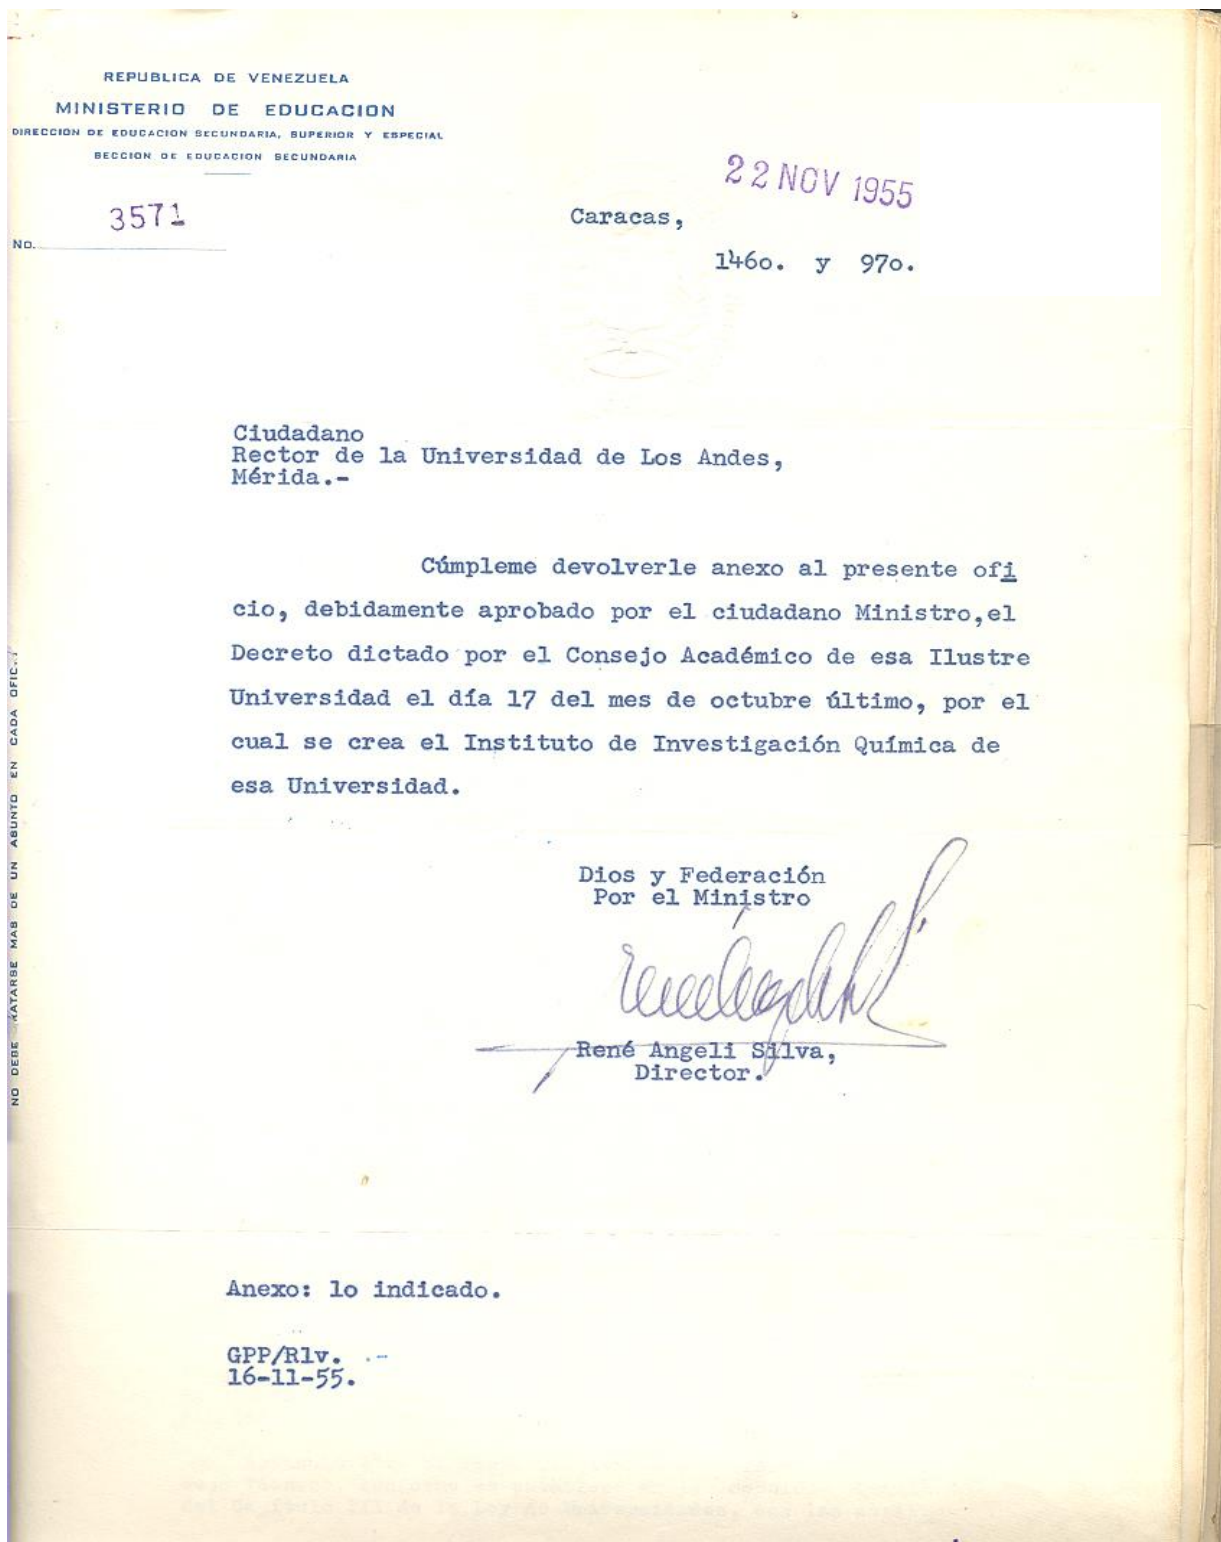 REPUBLICA DE VENEZUELA
MINISTERIO DE EDUCACION
DIRECCION DE EDUCACION SECUNDARIA, SUPERIOR Y ESPECIAL
SECCION DE EDUCACION SECUNDARIA
No. 3571
22 NOV 1955
Caracas,
146o. y 97o.
Ciudadano
Rector de la Universidad de Los Andes,
Mérida.-
Cúmpleme devolverle anexo al presente ofi
cio, debidamente aprobado por el ciudadano Ministro,el
Decreto dictado por el Consejo Académico de esa Ilustre
Universidad el día 17 del mes de octubre último, por el
cual se crea el Instituto de Investigación Química de
esa Universidad.
Dios y Federación
Por el Ministro
René Angeli Silva,
Director.
Anexo: lo indicado.
GPP/Rlv. .-
16-11-55.
NO DEBE RATARSE MAS DE UN ASUNTO EN CADA OFIC